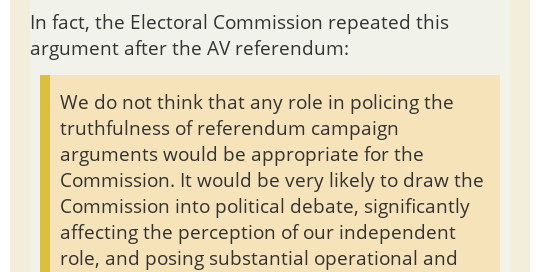 In fact, the Electoral Commission repeated this
argument after the AV referendum:
We do not think that any role in policing the
truthfulness of referendum campaign
arguments would be appropriate for the
Commission. It would be very likely to draw the
Commission into political debate, significantly
affecting the perception of our independent
role, and posing substantial operational and